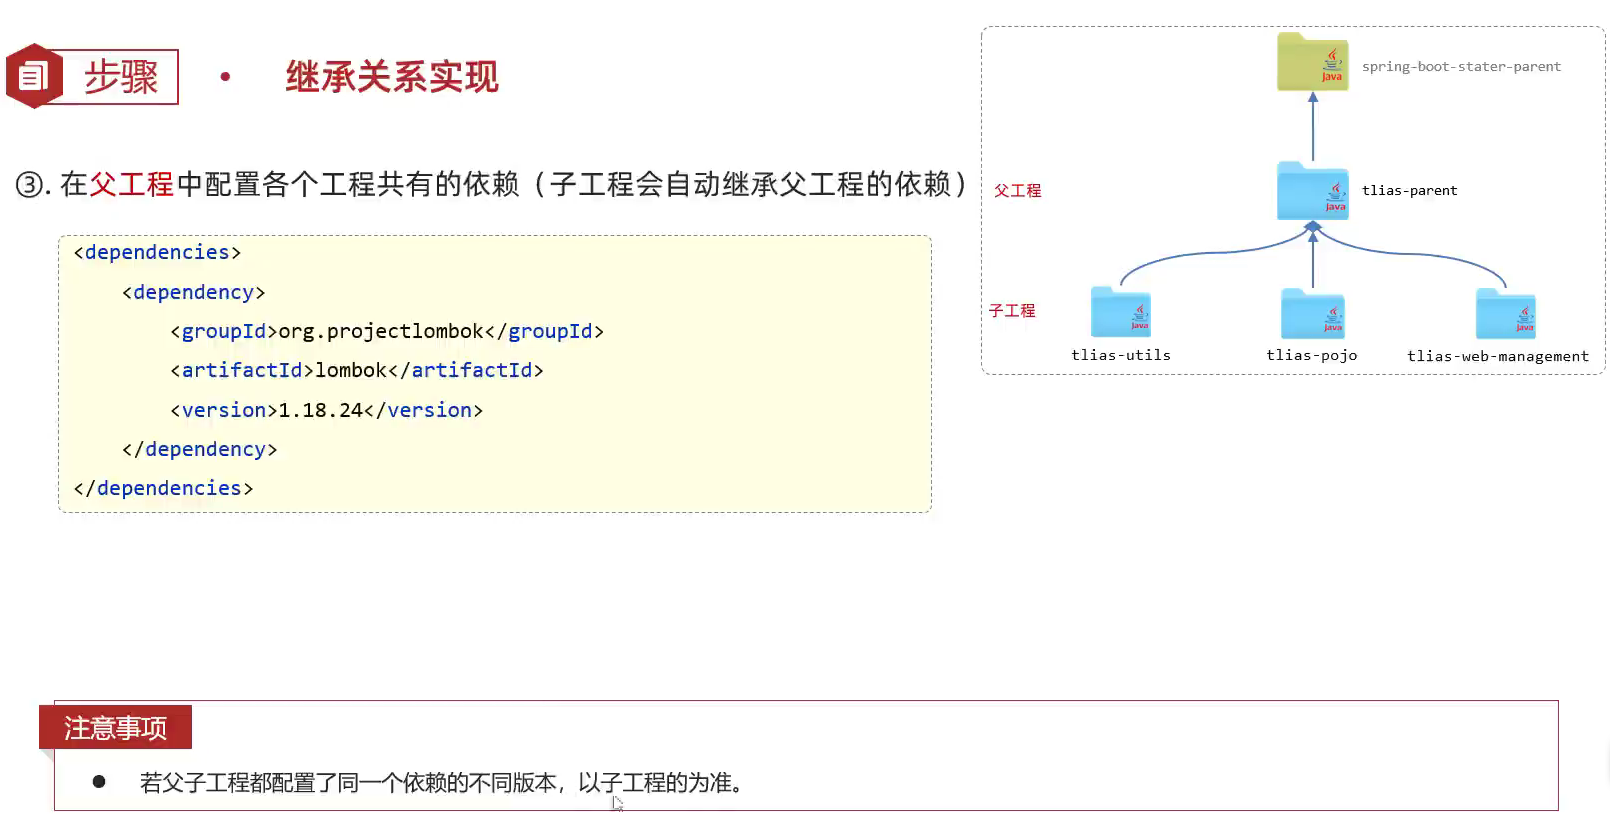 步骤
·
继承关系实现
③. 在父工程中配置各个工程共有的依赖（子工程会自动继承父工程的依赖）
<dependencies>
    <dependency>
        <groupId>org.projectlombok</groupId>
        <artifactId>lombok</artifactId>
        <version>1.18.24</version>
    </dependency>
</dependencies>
Java
spring-boot-stater-parent
父工程
Java
tlias-parent
子工程
Java
Java
Java
tlias-utils
tlias-pojo
tlias-web-management
注意事项
● 若父子工程都配置了同一个依赖的不同版本，以子工程的为准。